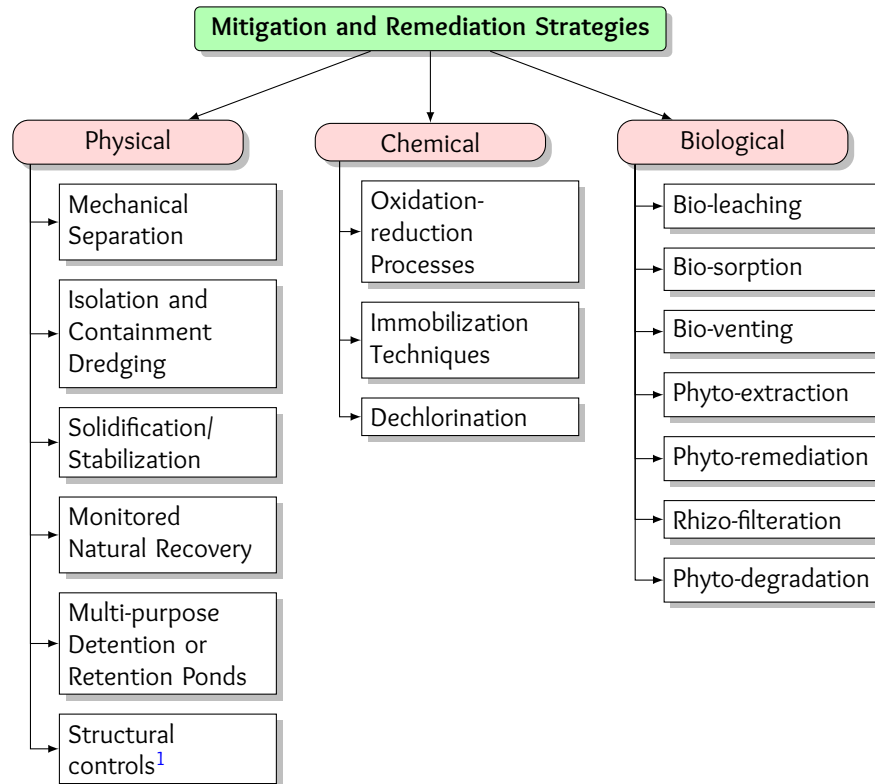 Mitigation and Remediation Strategies
Physical
Mechanical
Separation
Isolation and
Containment
Dredging
Solidification/
Stabilization
Monitored
Natural Recovery
Multi-purpose
Detention or
Retention Ponds
Structural
controls1
Chemical
Oxidation-
reduction
Processes
Immobilization
Techniques
Dechlorination
Biological
Bio-leaching
Bio-sorption
Bio-venting
Phyto-extraction
Phyto-remediation
Rhizo-filteration
Phyto-degradation